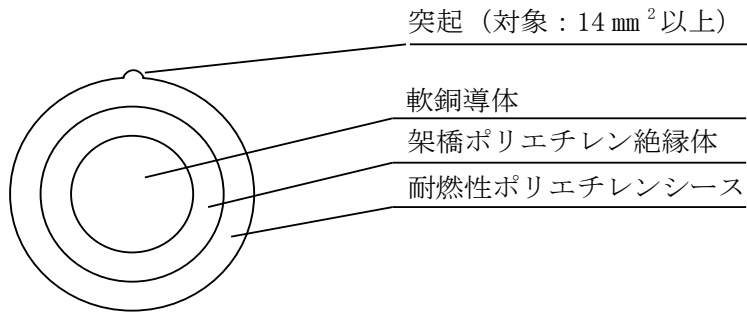 突起（対象：14㎜²以上）
軟銅導体
架橋ポリエチレン絶縁体
耐燃性ポリエチレンシース